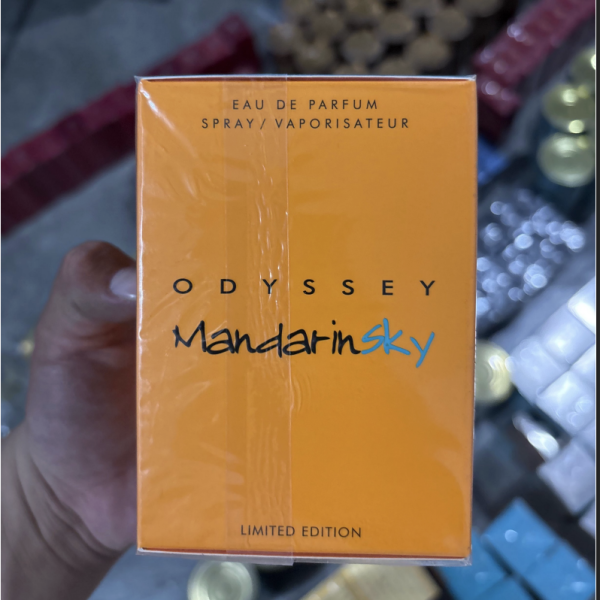 EAU DE PARFUM
SPRAY/ VAPORISATEUR
ODYSSEY
Mandarinsky
LIMITED EDITION